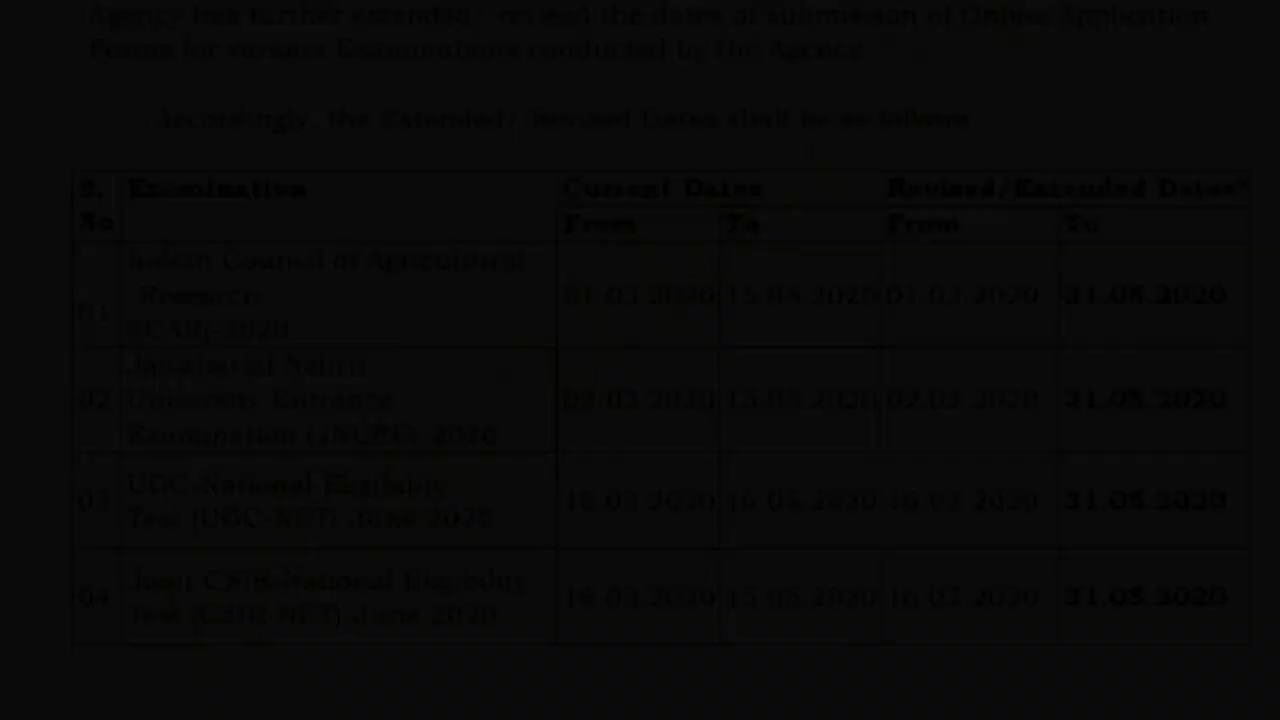 Agency has further extended/ revised the dates of submission of Online Application
Forms for various Examinations conducted by the Agency
Accordingly, the Extended/ Revised Dates shall be as follows
S. No Examination Current Dates Revised/Extended Dates*
From To From To
01 Indian Council of Agricultural Research (ICAR)-2020 01.03.2020 15.05.2020 01.03.2020 31.05.2020
02 Jawaharlal Nehru University Entrance Examination (JNUEE)-2020 02.03.2020 15.05.2020 02.03.2020 31.05.2020
03 UGC-National Eligibility Test (UGC-NET) June 2020 16.03.2020 16.05.2020 16.03.2020 31.05.2020
04 Joint CSIR-National Eligibility Test (CSIR-NET) June 2020 16.03.2020 15.05.2020 16.03.2020 31.05.2020